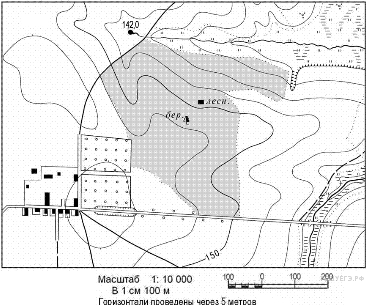 142,0
лесн.
бер.
150
Масштаб 1: 10 000
В 1 см 100 м
100 0 100 200
Горизонтали проведены через 5 метров